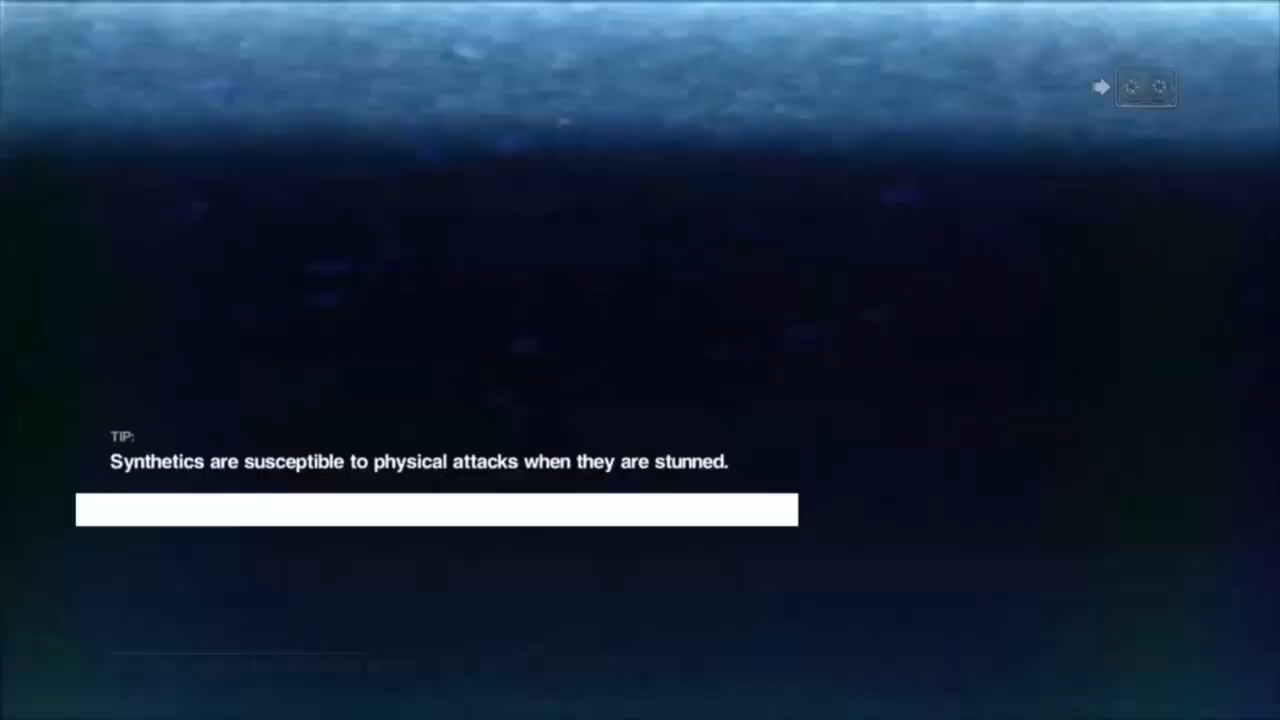 TIP:
Synthetics are susceptible to physical attacks when they are stunned.